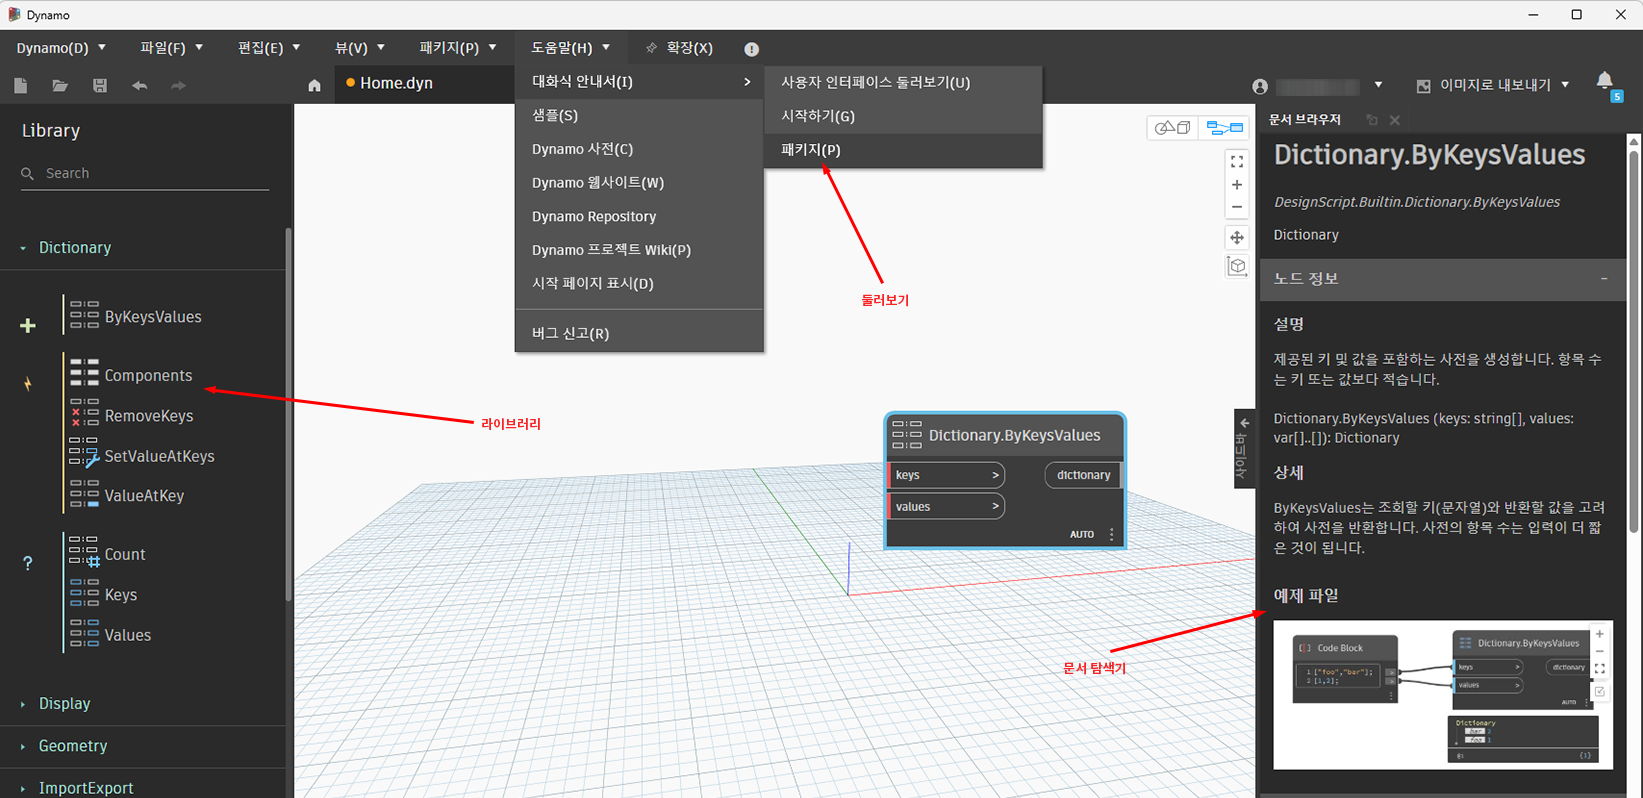 Dynamo
Dynamo(D) 파일(F) 편집(E) 뷰(V) 패키지(P) 도움말(H) 확장(X)
Home.dyn
이미지로 내보내기
5
Library
Search
Dictionary
ByKeysValues
Components
RemoveKeys
SetValueAtKeys
ValueAtKey
Count
Keys
Values
Display
Geometry
ImportExport
대화식 안내서(I)
샘플(S)
Dynamo 사전(C)
Dynamo 웹사이트(W)
Dynamo Repository
Dynamo 프로젝트 Wiki(P)
시작 페이지 표시(D)
버그 신고(R)
사용자 인터페이스 둘러보기(U)
시작하기(G)
패키지(P)
둘러보기
라이브러리
Dictionary.ByKeysValues
keys >
dictionary
values >
AUTO
사이드바
문서 탐색기
문서 브라우저
Dictionary.ByKeysValues
DesignScript.Builtin.Dictionary.ByKeysValues
Dictionary
노드 정보
설명
제공된 키 및 값을 포함하는 사전을 생성합니다. 항목 수
는 키 또는 값보다 적습니다.
Dictionary.ByKeysValues (keys: string[], values:
var[]..[]): Dictionary
상세
ByKeysValues는 조회할 키(문자열)와 반환할 값을 고려
하여 사전을 반환합니다. 사전의 항목 수는 입력이 더 짧
은 것이 됩니다.
예제 파일
Code Block
1 ["foo","bar"];
2 [1,2];
Dictionary.ByKeysValues
keys >
dictionary
values >
AUTO
Dictionary
bar 2
foo 1
@1 {1}